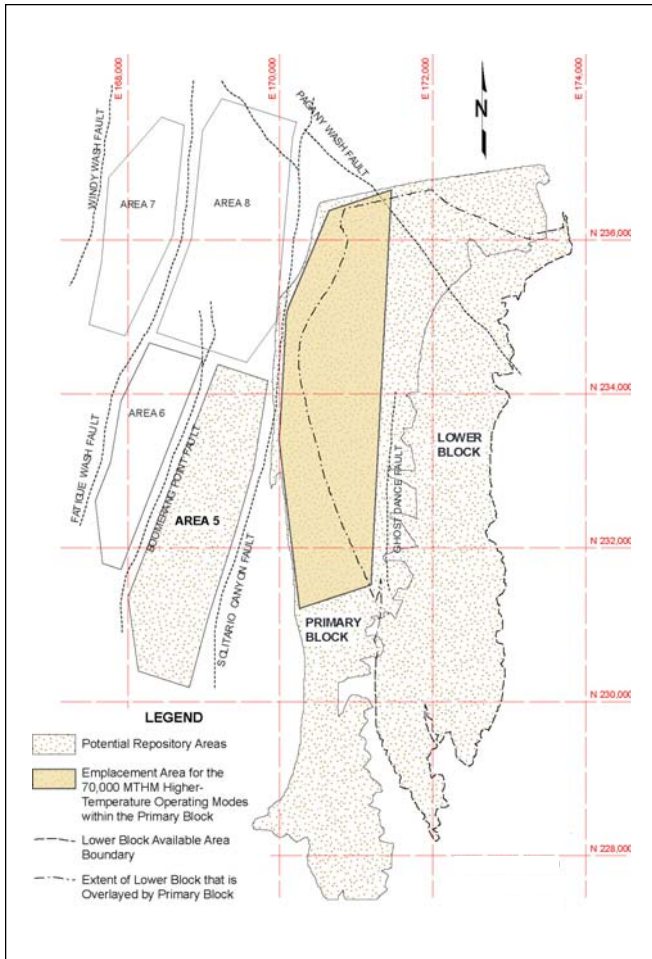 E 168,000
E 170,000
E 172,000
E 174,000
WINDY WASH FAULT
PAGANY WASH FAULT
N
AREA 7
AREA 8
N 236,000
N 234,000
AREA 6
FATIGUE WASH FAULT
BOOMERANG POINT FAULT
AREA 5
SOLITARIO CANYON FAULT
GHOST DANCE FAULT
LOWER
BLOCK
N 232,000
PRIMARY
BLOCK
N 230,000
LEGEND
Potential Repository Areas
Emplacement Area for the
70,000 MTHM Higher-
Temperature Operating Modes
within the Primary Block
Lower Block Available Area
Boundary
Extent of Lower Block that is
Overlayed by Primary Block
N 228,000